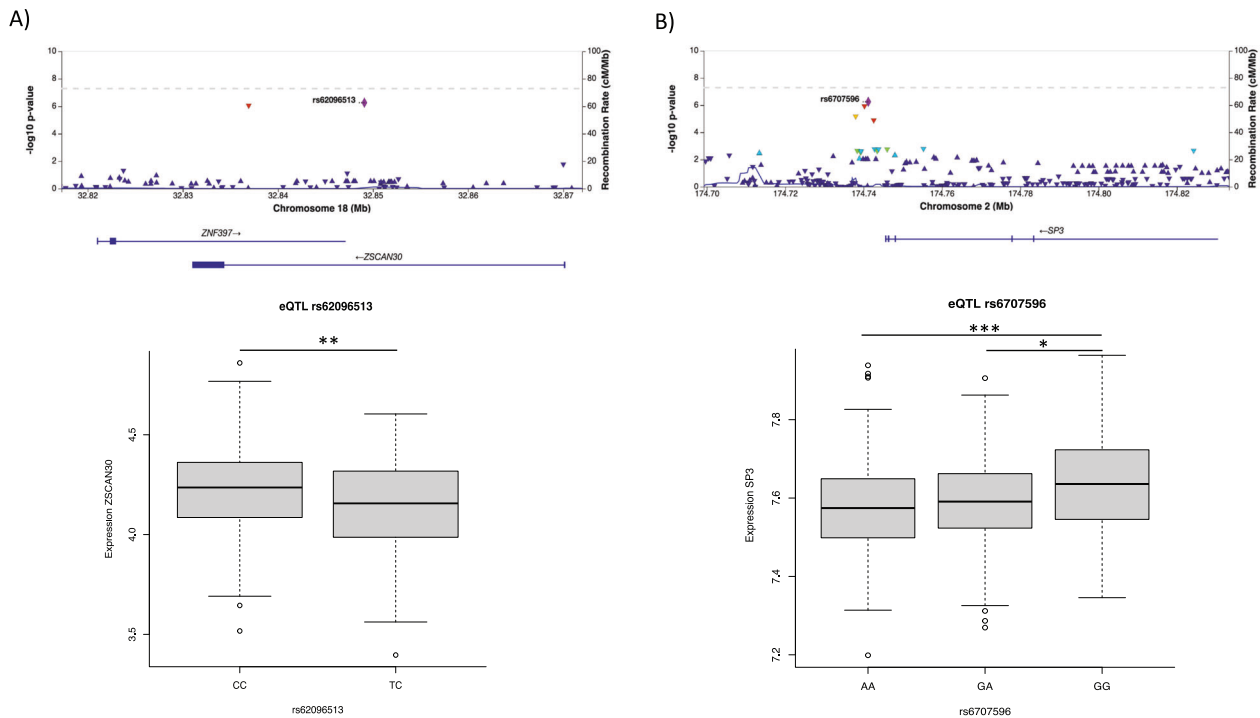 A)
10
8
6
4
2
0
-log10 p-value
rs62096513
100
80
60
40
20
0
Recombination Rate (cM/Mb)
32.82
32.83
32.84
32.85
32.86
32.87
Chromosome 18 (Mb)
ZNF397→
←ZSCAN30
eQTL rs62096513
**
4.5
4.0
3.5
Expression ZSCAN30
CC
TC
rs62096513
B)
10
8
6
4
2
0
-log10 p-value
rs6707596
100
80
60
40
20
0
Recombination Rate (cM/Mb)
174.70
174.72
174.74
174.76
174.78
174.80
174.82
Chromosome 2 (Mb)
←SP3
eQTL rs6707596
***
*
7.8
7.6
7.4
7.2
Expression SP3
AA
GA
GG
rs6707596